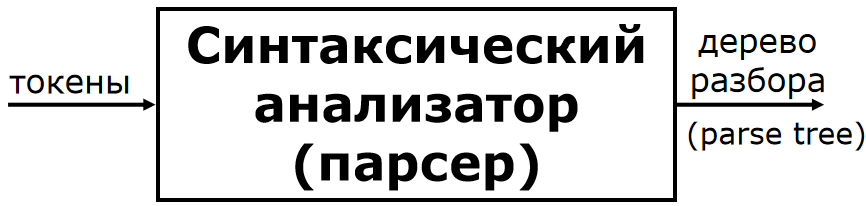 токены
Синтаксический
анализатор
(парсер)
дерево
разбора
(parse tree)